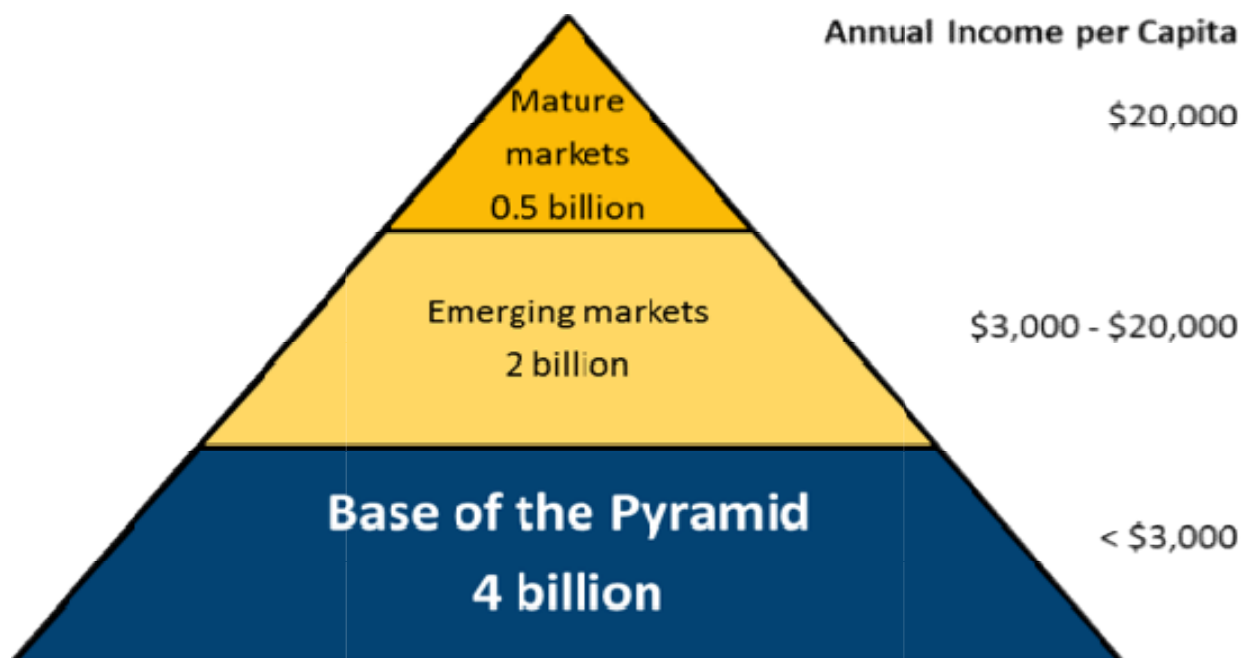 Annual Income per Capita
Mature
markets
0.5 billion
$20,000
Emerging markets
2 billion
$3,000 - $20,000
Base of the Pyramid
4 billion
< $3,000